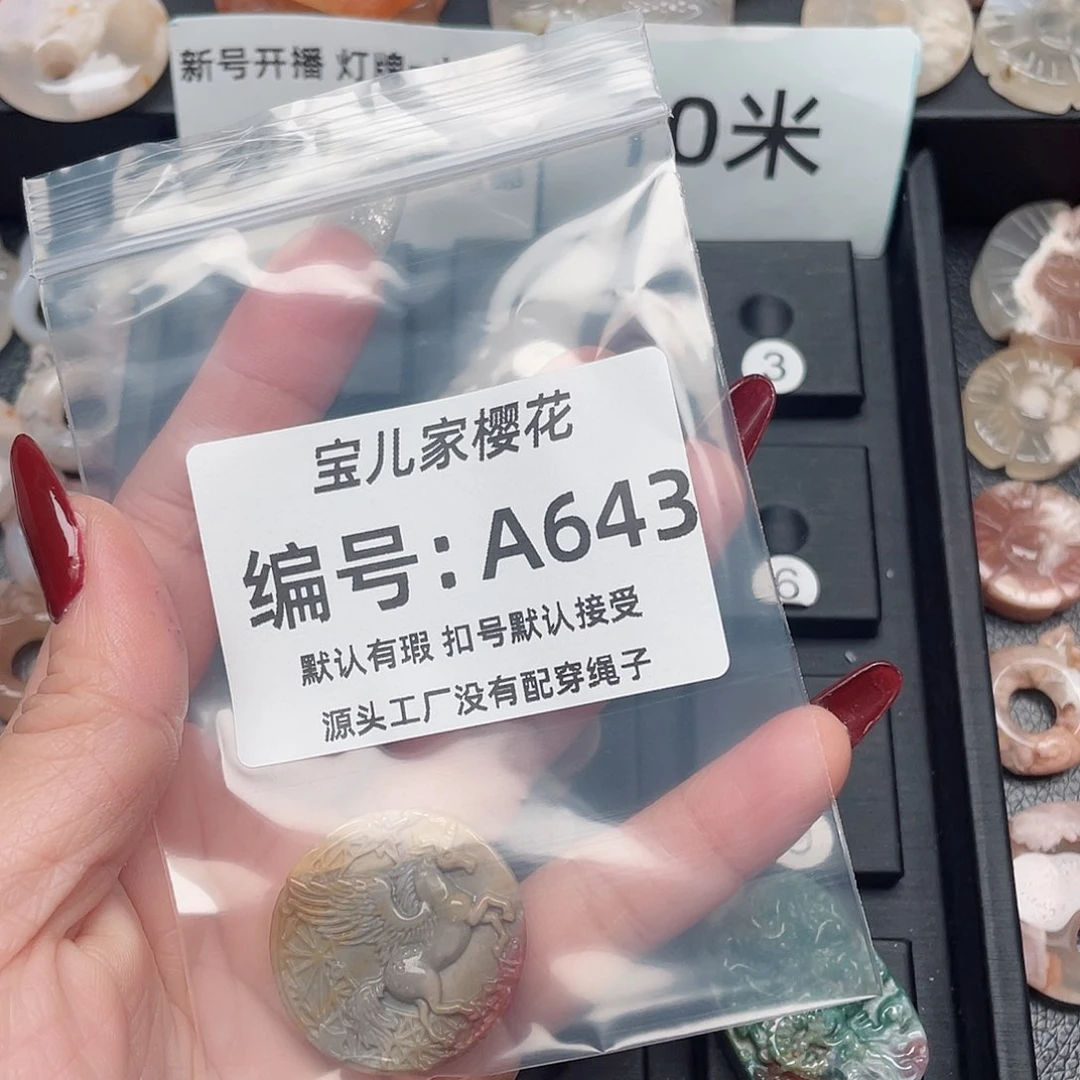 新号开播 灯牌
0米
3
宝儿家樱花
编号:A643
6
默认有瑕 扣号默认接受
源头工厂没有配穿绳子
9